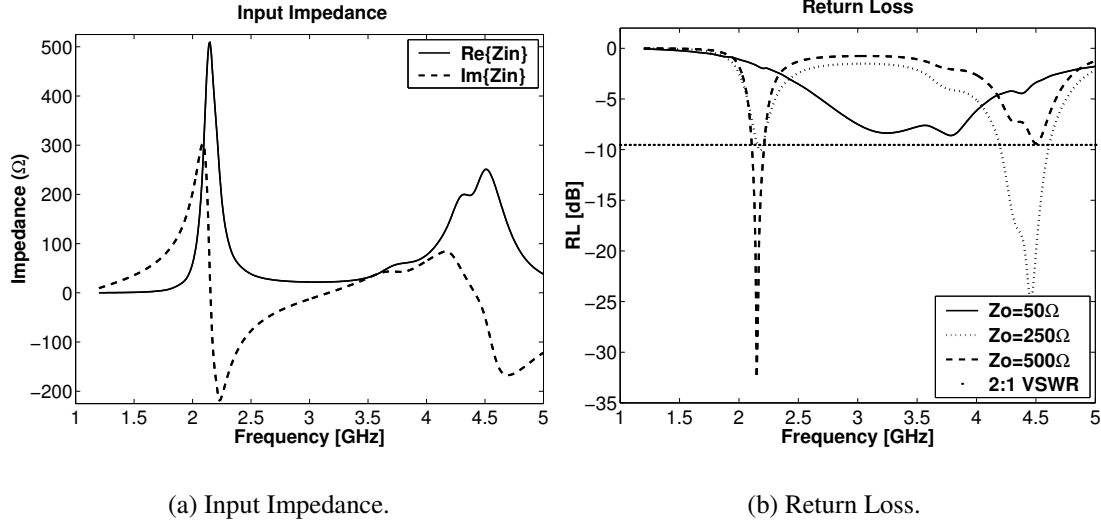 Input Impedance
500
400
300
200
100
0
−100
−200
1
1.5
2
2.5
3
3.5
4
4.5
5
Impedance (Ω)
Frequency [GHz]
Re{Zin}
Im{Zin}
(a) Input Impedance.
Return Loss
0
−5
−10
−15
−20
−25
−30
−35
1
1.5
2
2.5
3
3.5
4
4.5
5
RL [dB]
Frequency [GHz]
Zo=50Ω
Zo=250Ω
Zo=500Ω
2:1 VSWR
(b) Return Loss.